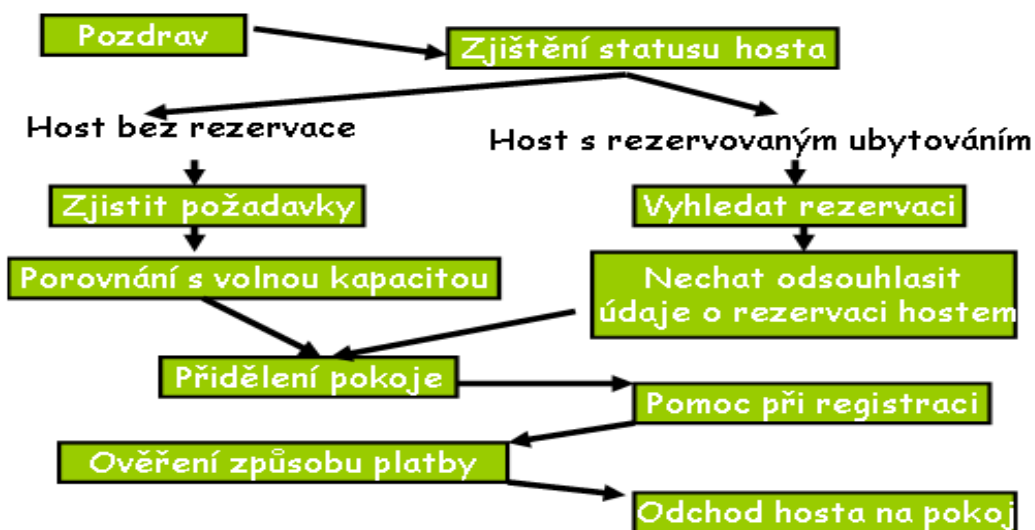 Pozdrav
Zjištění statusu hosta
Host bez rezervace
Host s rezervovaným ubytováním
Zjistit požadavky
Vyhledat rezervaci
Porovnání s volnou kapacitou
Nechat odsouhlasit
údaje o rezervaci hostem
Přidělení pokoje
Pomoc při registraci
Ověření způsobu platby
Odchod hosta na pokoj